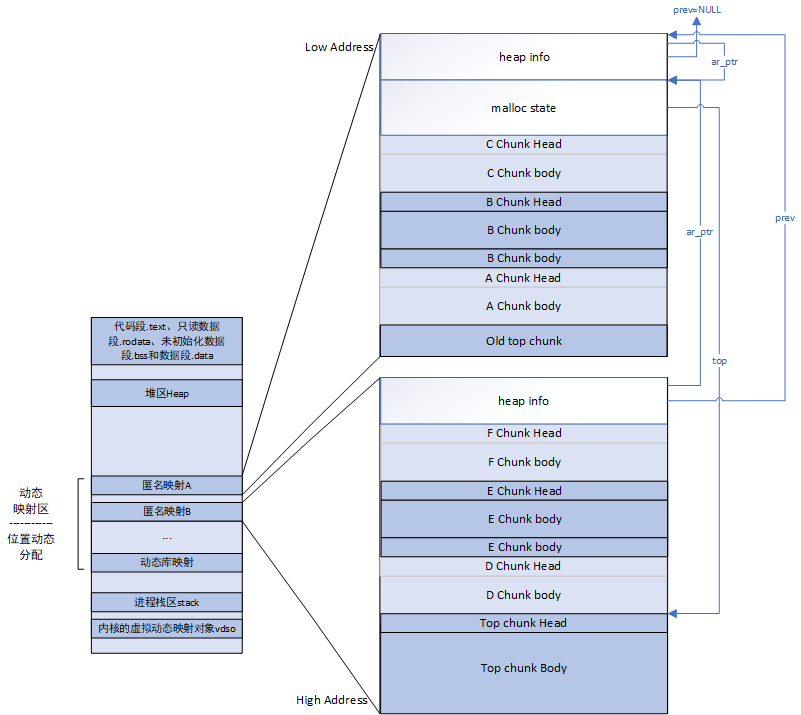 prev=NULL
Low Address
heap info
ar_ptr
malloc state
C Chunk Head
C Chunk body
B Chunk Head
B Chunk body
B Chunk body
A Chunk Head
A Chunk body
Old top chunk
ar_ptr
prev
top
代码段.text、只读数据
段.rodata、未初始化数据
段.bss和数据段.data
堆区Heap
匿名映射A
匿名映射B
...
动态库映射
进程栈区stack
内核的虚拟动态映射对象vdso
动态
映射区
------------
位置动态
分配
heap info
F Chunk Head
F Chunk body
E Chunk Head
E Chunk body
E Chunk body
D Chunk Head
D Chunk body
Top chunk Head
Top chunk Body
High Address